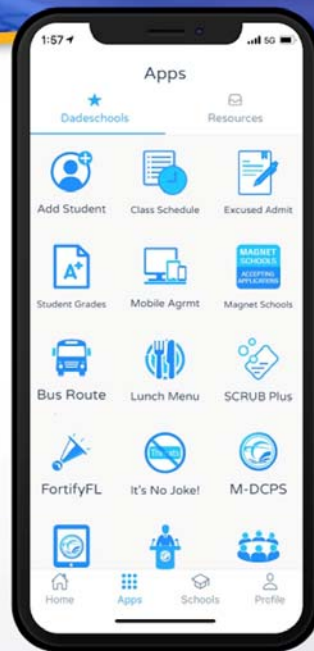 1:57
5G
Apps
Dadeschools
Resources
Add Student
Class Schedule
Excused Admit
A+
Student Grades
Mobile Agrmt
MAGNET
SCHOOLS
ACCEPTING
APPLICATIONS
Magnet Schools
Bus Route
Lunch Menu
SCRUB Plus
Threats
FortifyFL
It's No Joke!
M-DCPS
Home
Apps
Schools
Profile